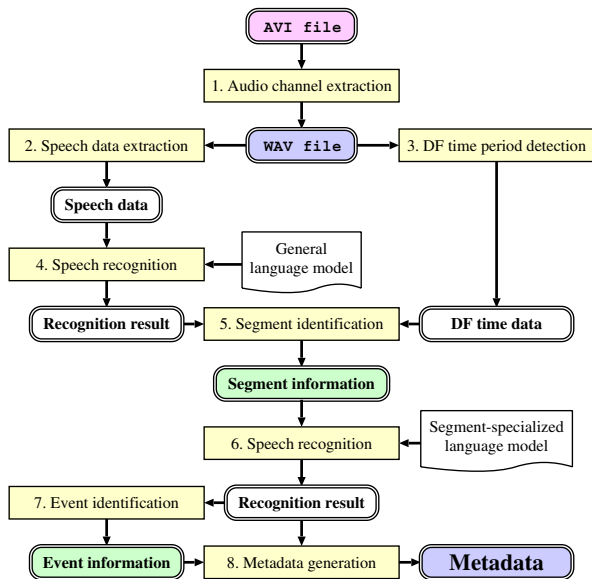 AVI file
1. Audio channel extraction
2. Speech data extraction
WAV file
3. DF time period detection
Speech data
General
language model
4. Speech recognition
Recognition result
5. Segment identification
DF time data
Segment information
Segment-specialized
language model
6. Speech recognition
7. Event identification
Recognition result
Event information
8. Metadata generation
Metadata